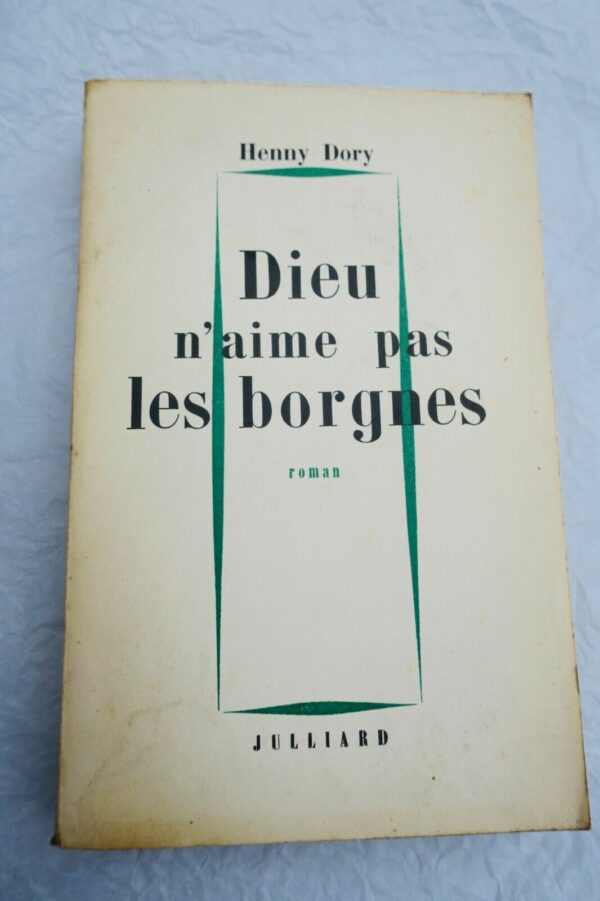 Henny Dory
Dieu
n'aime pas
les borgnes
roman
JULLIARD